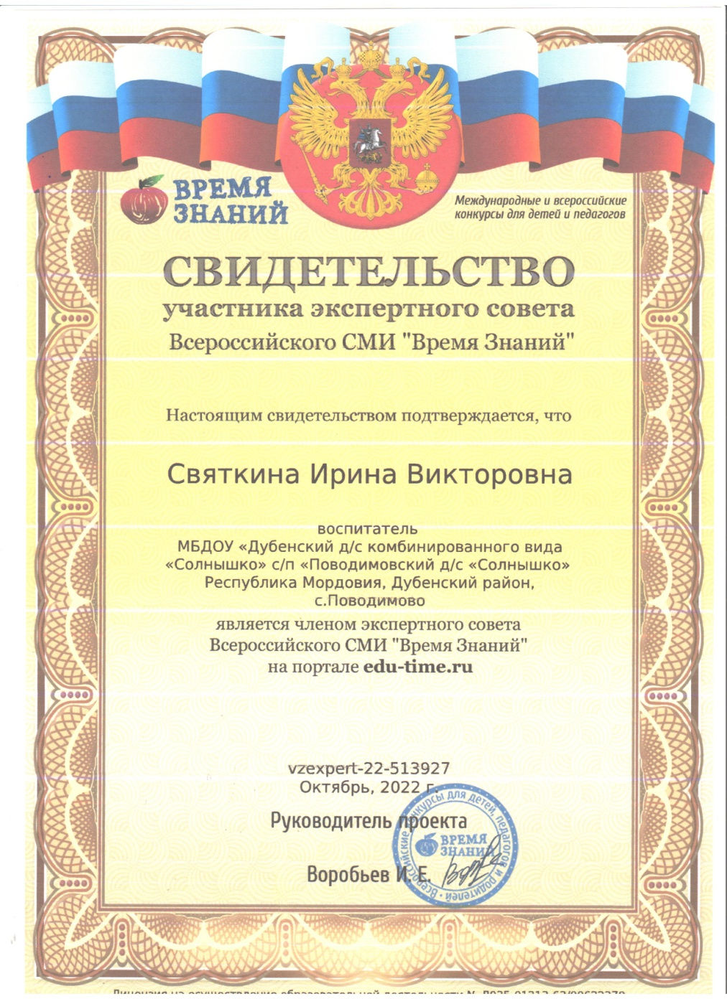 ВРЕМЯ
ЗНАНИЙ
Международные и всероссийские
конкурсы для детей и педагогов
СВИДЕТЕЛЬСТВО
участника экспертного совета
Всероссийского СМИ "Время Знаний"
Настоящим свидетельством подтверждается, что
Святкина Ирина Викторовна
воспитатель
МБДОУ «Дубенский д/с комбинированного вида
«Солнышко» с/п «Поводимовский д/с «Солнышко»
Республика Мордовия, Дубенский район,
с.Поводимово
является членом экспертного совета
Всероссийского СМИ "Время Знаний"
на портале edu-time.ru
vzexpert-22-513927
Октябрь, 2022 г.
Руководитель проекта
Воробьев И. Е.
Всероссийские конкурсы для детей, педагогов и родителей
ВРЕМЯ
ЗНАНИЙ
Лицензия на осуществление образовательной деятельности №